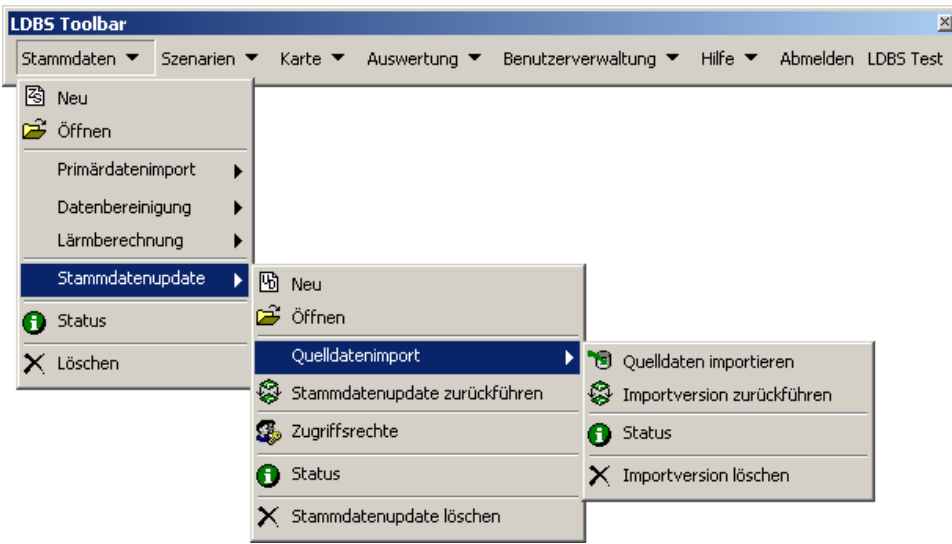 LDBS Toolbar
Stammdaten Szenarien Karte Auswertung Benutzerverwaltung Hilfe Abmelden LDBS Test
Neu
Öffnen
Primärdatenimport
Datenbereinigung
Lärmberechnung
Stammdatenupdate
Status
Löschen
Neu
Öffnen
Quelldatenimport
Stammdatenupdate zurückführen
Zugriffsrechte
Status
Stammdatenupdate löschen
Quelldaten importieren
Importversion zurückführen
Status
Importversion löschen